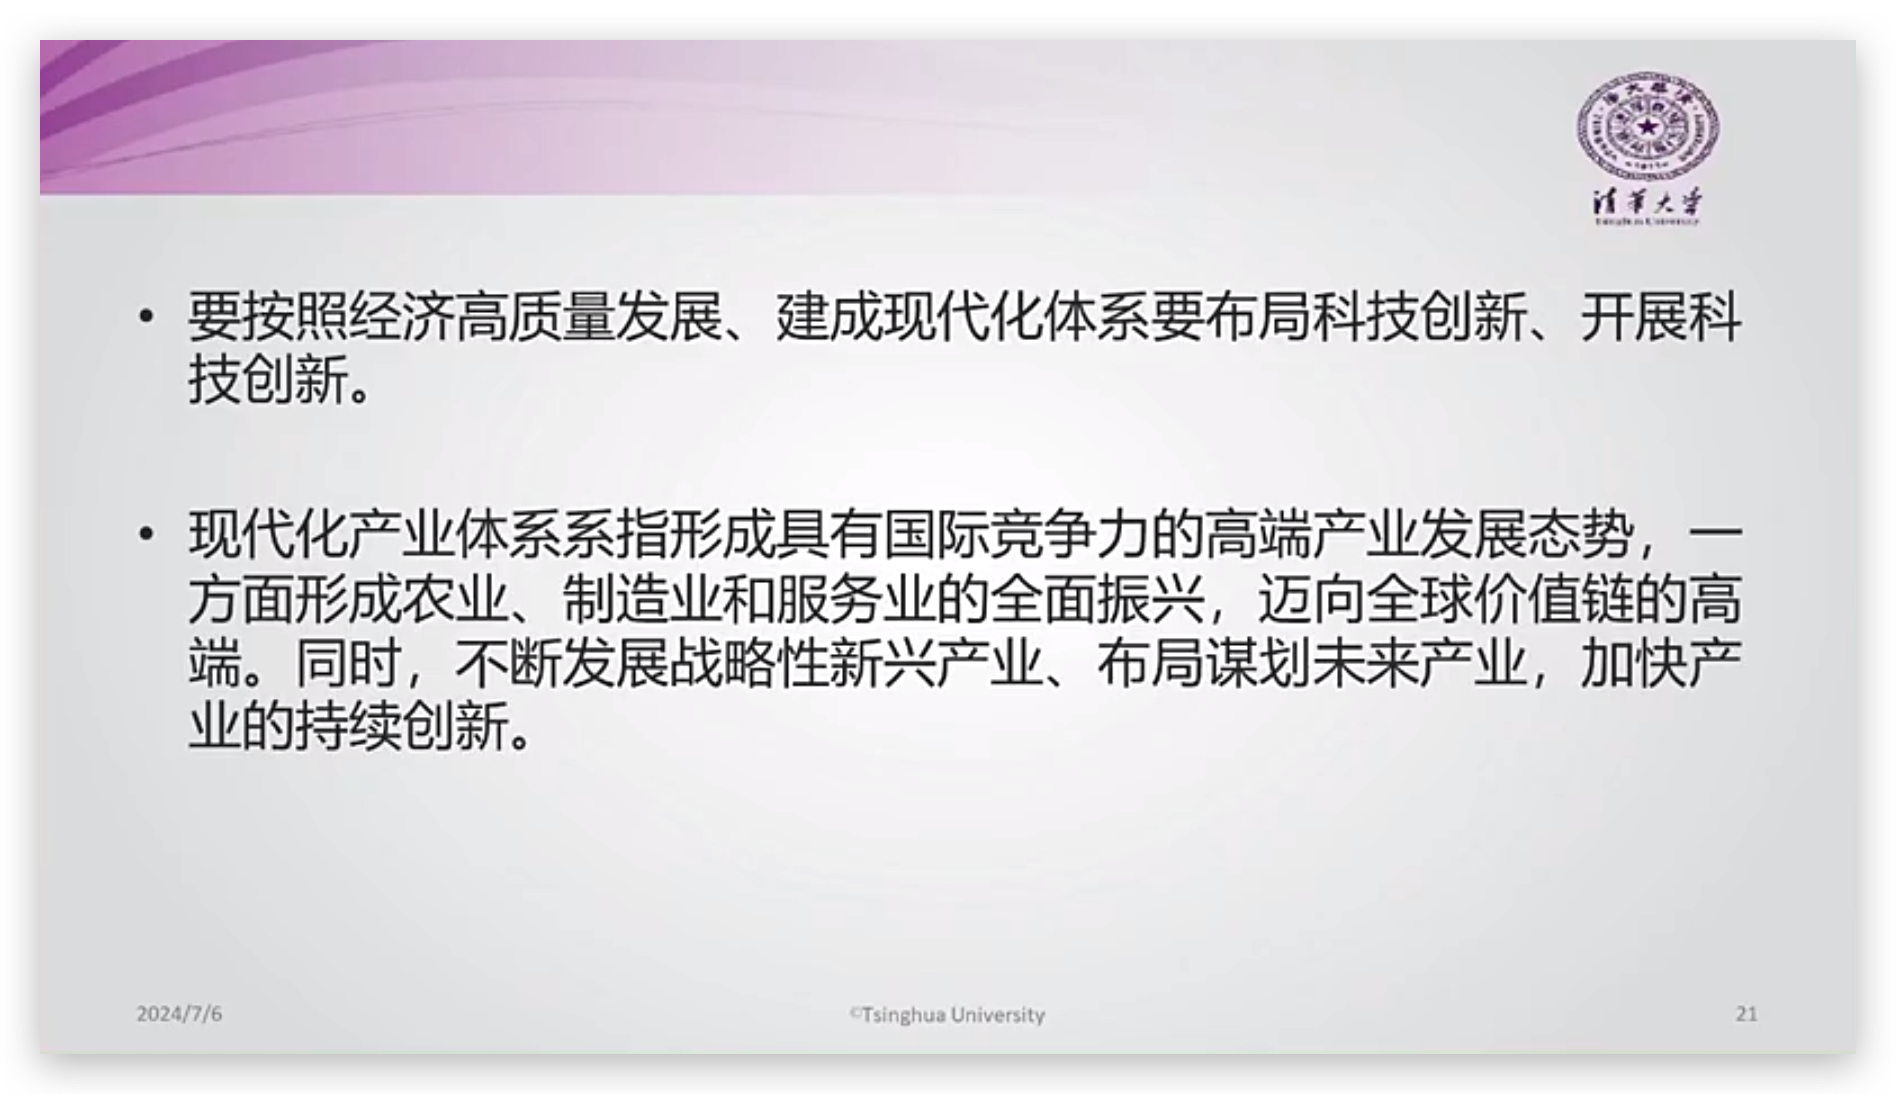 清华大学
Tsinghua University
• 要按照经济高质量发展、建成现代化体系要布局科技创新、开展科
技创新。
• 现代化产业体系系指形成具有国际竞争力的高端产业发展态势，一
方面形成农业、制造业和服务业的全面振兴，迈向全球价值链的高
端。同时，不断发展战略性新兴产业、布局谋划未来产业，加快产
业的持续创新。
2024/7/6
©Tsinghua University
21